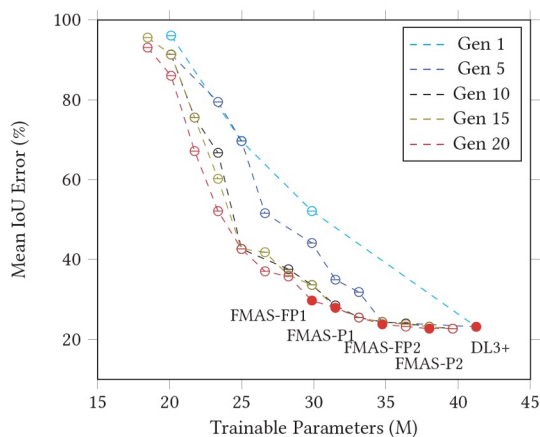 100
80
60
40
20
Mean IoU Error (%)
Gen 1
Gen 5
Gen 10
Gen 15
Gen 20
FMAS-FP1
FMAS-P1
FMAS-FP2
DL3+
FMAS-P2
15 20 25 30 35 40 45
Trainable Parameters (M)